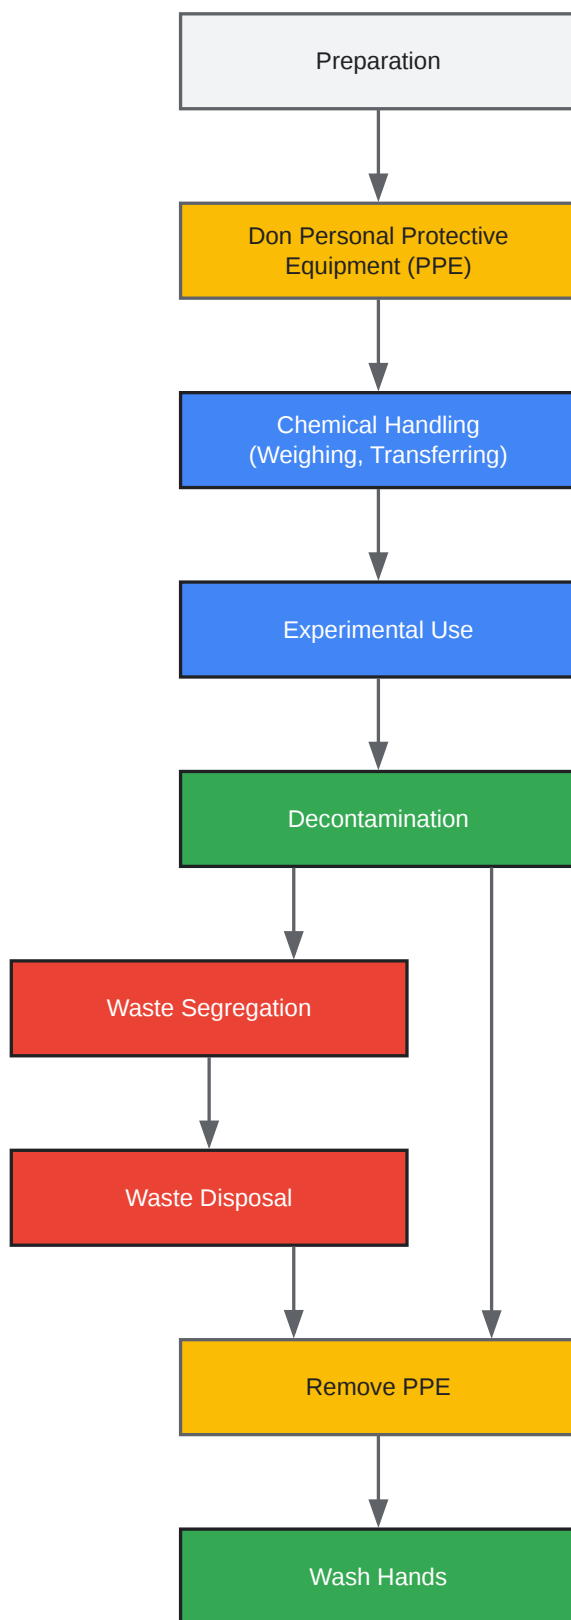 Preparation
Don Personal Protective
Equipment (PPE)
Chemical Handling
(Weighing, Transferring)
Experimental Use
Decontamination
Waste Segregation
Waste Disposal
Remove PPE
Wash Hands